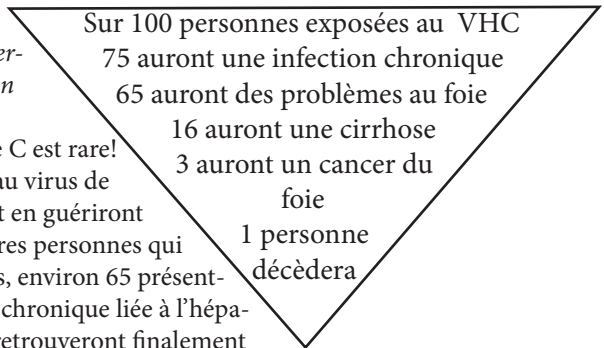 Sur 100 personnes exposées au VHC
75 auront une infection chronique
65 auront des problèmes au foie
16 auront une cirrhose
3 auront un cancer du
foie
1 personne
décèdera
er-
n
C est rare!
au virus de
t en guériront
res personnes qui
s, environ 65 présent-
chronique liée à l'hépa-
retrouveront finalement